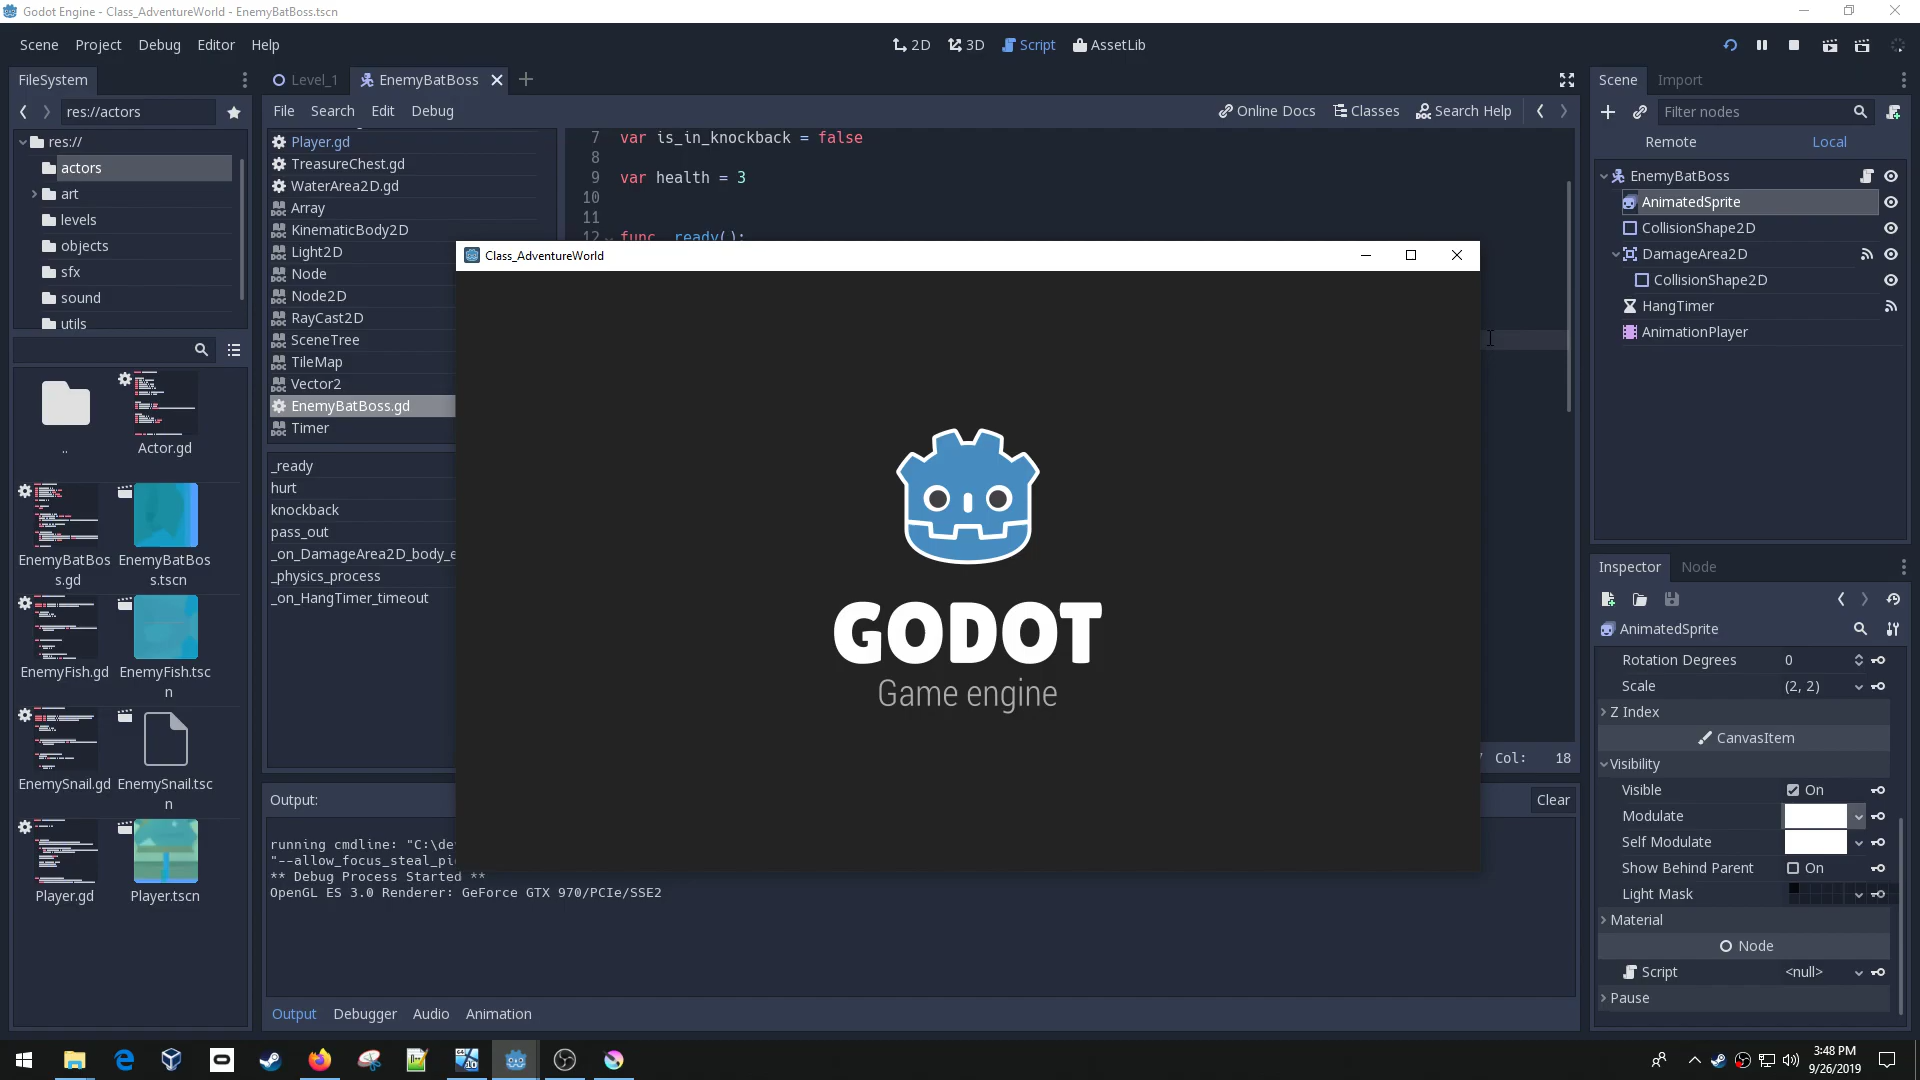 Godot Engine - Class_AdventureWorld - EnemyBatBoss.tscn
Scene Project Debug Editor Help
2D 3D Script AssetLib
FileSystem
res://actors
res://
actors
art
levels
objects
sfx
sound
utils
..
Actor.gd
EnemyBatBos
s.gd
EnemyBatBos
s.tscn
EnemyFish.gd
EnemyFish.tsc
n
EnemySnail.gd
EnemySnail.tsc
n
Player.gd
Player.tscn
Level_1 EnemyBatBoss
File Search Edit Debug
Online Docs Classes Search Help
Player.gd
TreasureChest.gd
WaterArea2D.gd
Array
KinematicBody2D
Light2D
Node
Node2D
RayCast2D
SceneTree
TileMap
Vector2
EnemyBatBoss.gd
Timer
_ready
hurt
knockback
pass_out
_on_DamageArea2D_body_e
_physics_process
_on_HangTimer_timeout
7 var is_in_knockback = false
8
9 var health = 3
10
11
12 func _ready():
Class_AdventureWorld
GODOT
Game engine
Col: 18
Output:
Clear
running cmdline: "C:\de
"--allow_focus_steal_pi
** Debug Process Started **
OpenGL ES 3.0 Renderer: GeForce GTX 970/PCIe/SSE2
Output Debugger Audio Animation
Scene Import
Filter nodes
Remote Local
EnemyBatBoss
AnimatedSprite
CollisionShape2D
DamageArea2D
CollisionShape2D
HangTimer
AnimationPlayer
Inspector Node
AnimatedSprite
Rotation Degrees 0
Scale (2, 2)
Z Index
CanvasItem
Visibility
Visible On
Modulate
Self Modulate
Show Behind Parent On
Light Mask
Material
Node
Script <null>
Pause
3:48 PM
9/26/2019